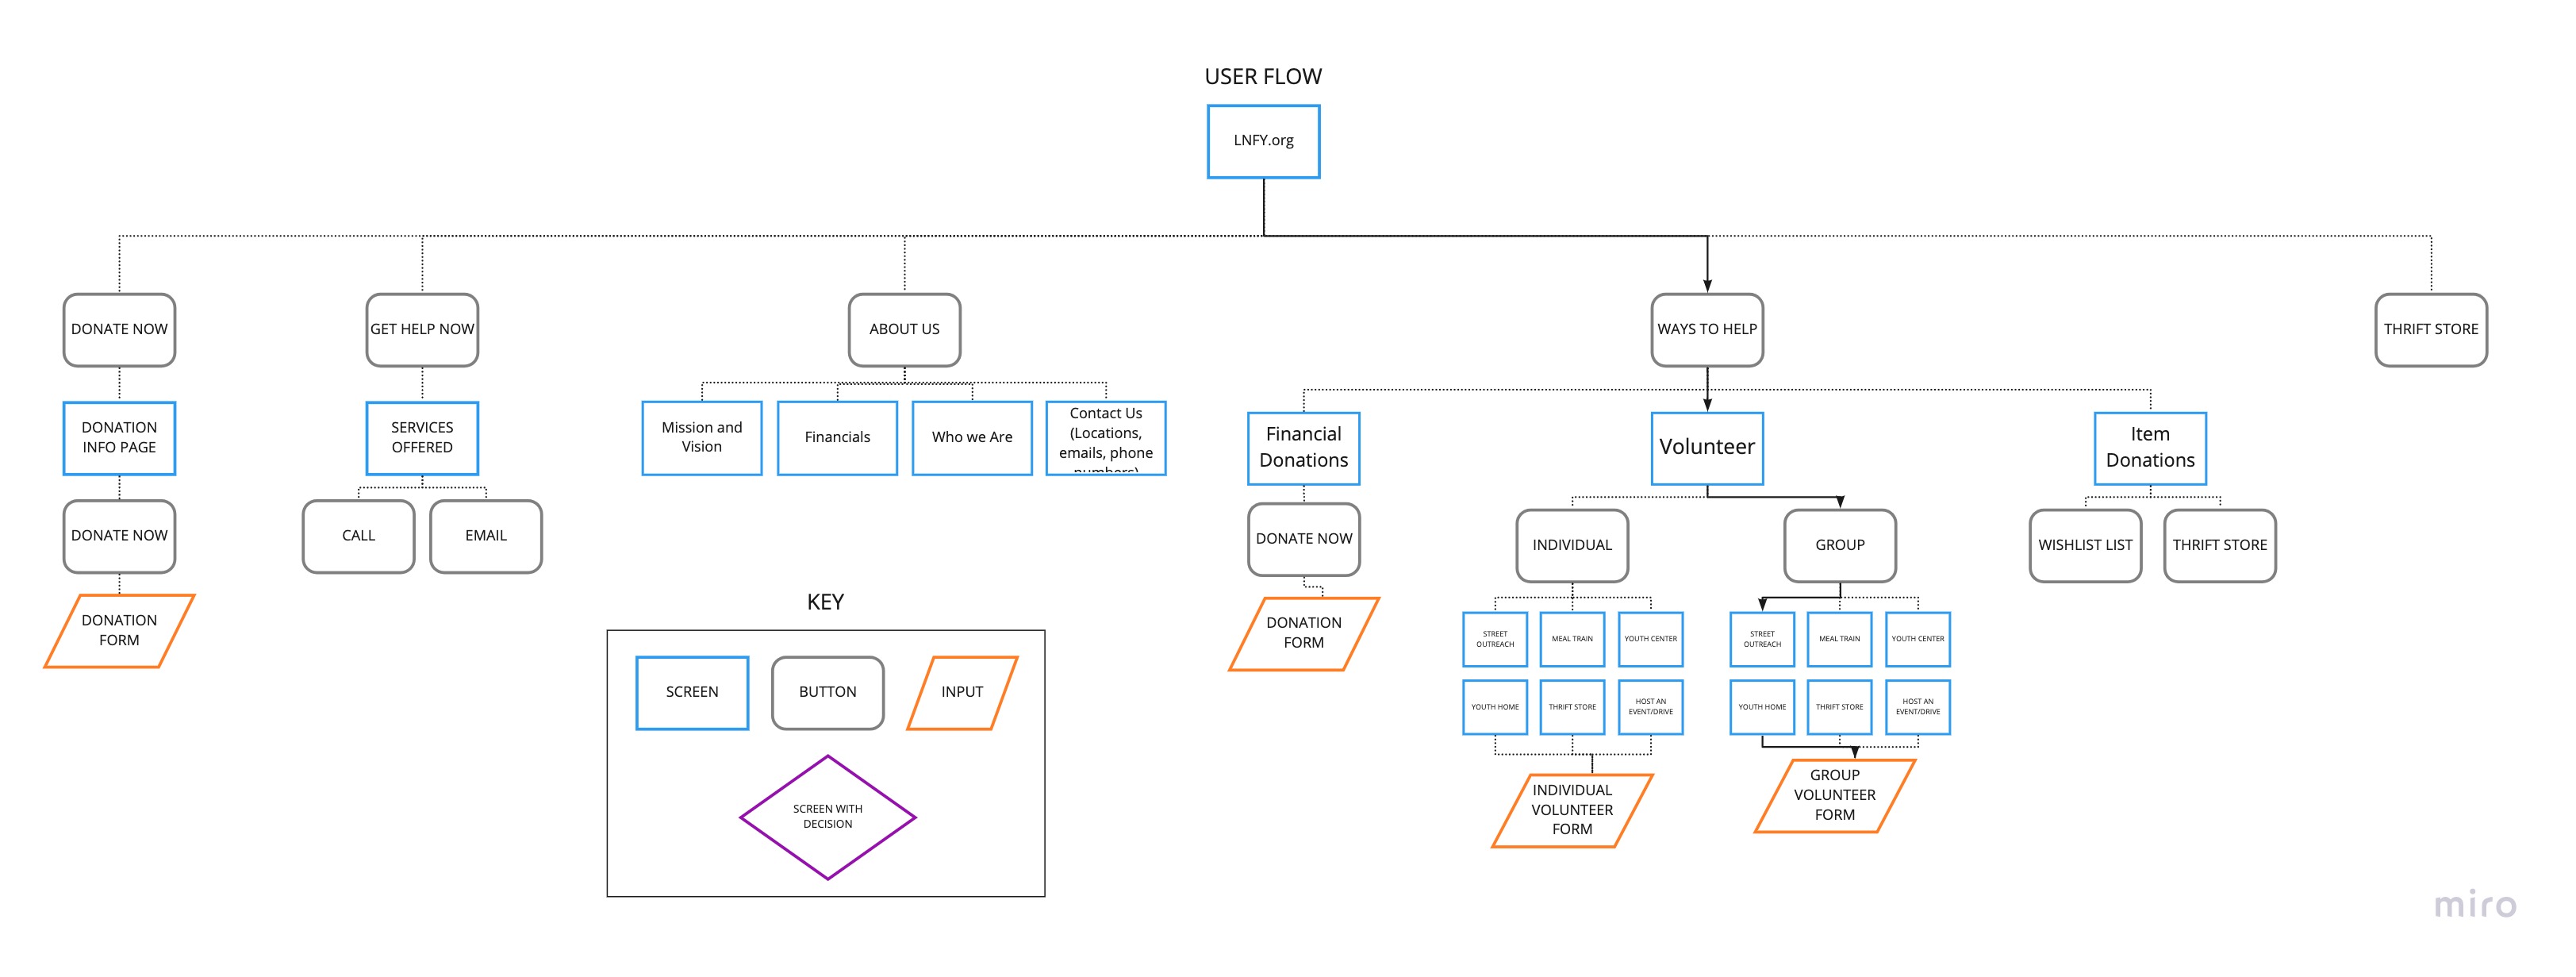 USER FLOW
LNFY.org
DONATE NOW
GET HELP NOW
ABOUT US
WAYS TO HELP
THRIFT STORE
DONATION
INFO PAGE
SERVICES
OFFERED
Mission and
Vision
Financials
Who we Are
Contact Us
(Locations,
emails, phone
numbers)
Financial
Donations
Volunteer
Item
Donations
DONATE NOW
CALL
EMAIL
DONATE NOW
INDIVIDUAL
GROUP
WISHLIST LIST
THRIFT STORE
DONATION
FORM
DONATION
FORM
STREET
OUTREACH
MEAL TRAIN
YOUTH CENTER
STREET
OUTREACH
MEAL TRAIN
YOUTH CENTER
YOUTH HOME
THRIFT STORE
HOST AN
EVENT/DRIVE
YOUTH HOME
THRIFT STORE
HOST AN
EVENT/DRIVE
INDIVIDUAL
VOLUNTEER
FORM
GROUP
VOLUNTEER
FORM
KEY
SCREEN
BUTTON
INPUT
SCREEN WITH
DECISION
miro